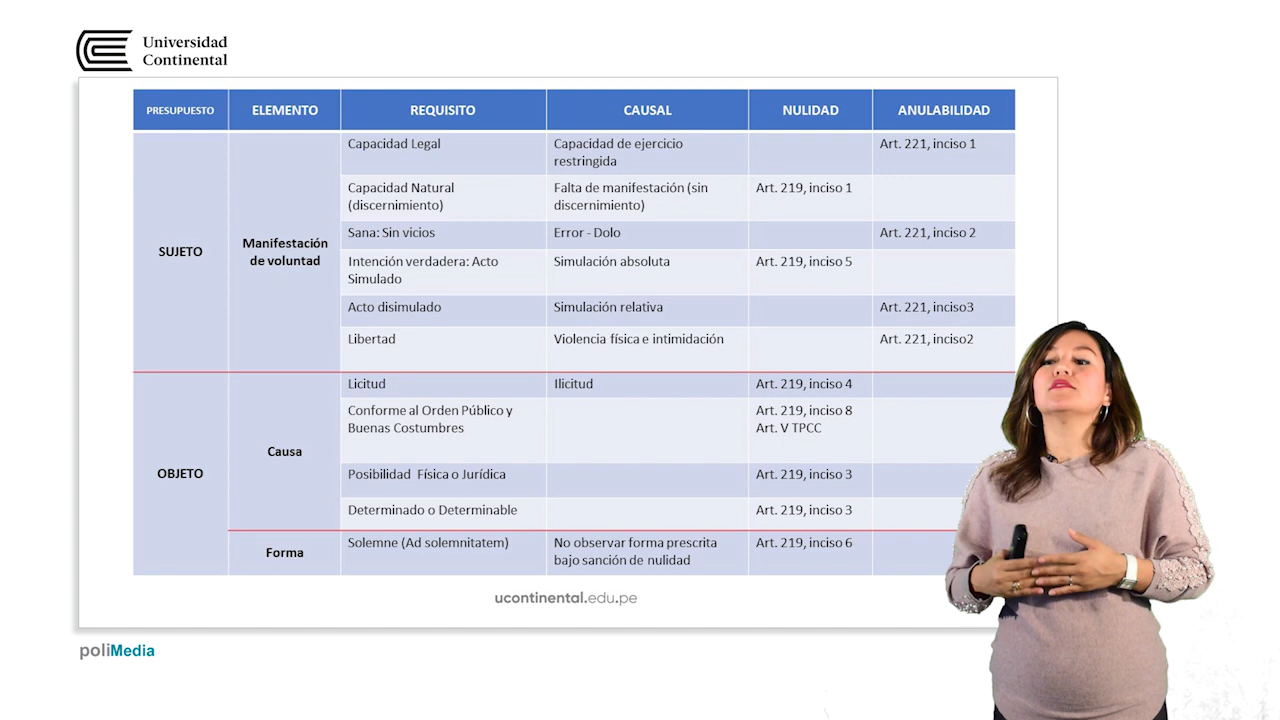 Universidad
Continental
PRESUPUESTO ELEMENTO REQUISITO CAUSAL NULIDAD ANULABILIDAD
SUJETO
Manifestación
de voluntad
Capacidad Legal
Capacidad de ejercicio
restringida
Art. 221, inciso 1
Capacidad Natural
(discernimiento)
Falta de manifestación (sin
discernimiento)
Art. 219, inciso 1
Sana: Sin vicios
Error - Dolo
Art. 221, inciso 2
Intención verdadera: Acto
Simulado
Simulación absoluta
Art. 219, inciso 5
Acto disimulado
Simulación relativa
Art. 221, inciso3
Libertad
Violencia física e intimidación
Art. 221, inciso2
OBJETO
Causa
Licitud
Ilicitud
Art. 219, inciso 4
Conforme al Orden Público y
Buenas Costumbres
Art. 219, inciso 8
Art. V TPCC
Posibilidad Física o Jurídica
Art. 219, inciso 3
Determinado o Determinable
Art. 219, inciso 3
Forma
Solemne (Ad solemnitatem)
No observar forma prescrita
bajo sanción de nulidad
Art. 219, inciso 6
ucontinental.edu.pe
poliMedia